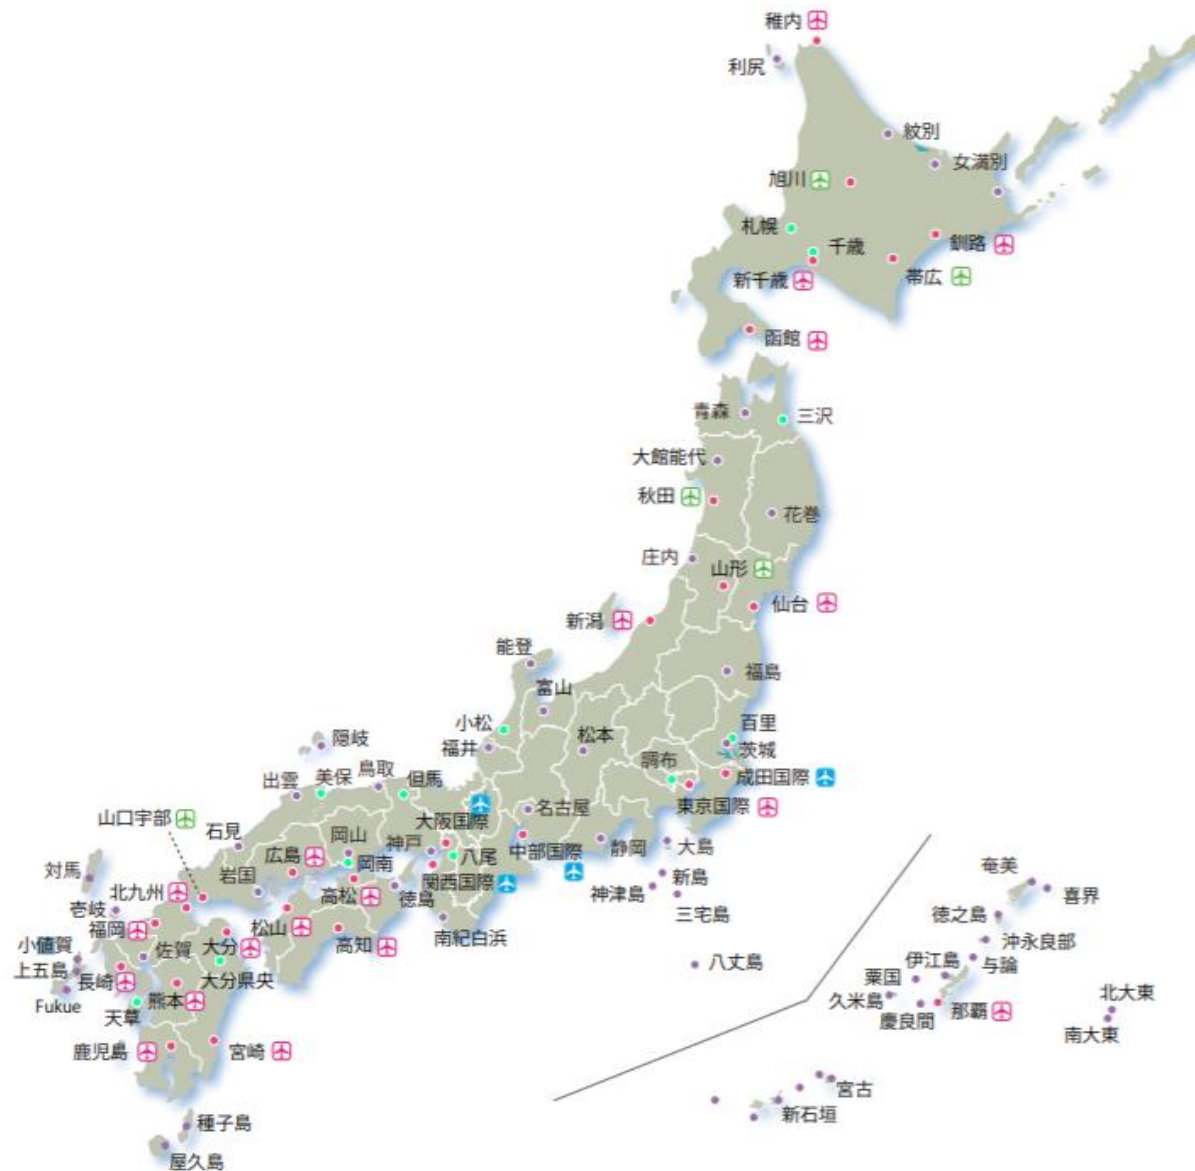 稚内
利尻
紋別
女満別
旭川
札幌
千歳
釧路
新千歳
帯広
函館
青森
三沢
大館能代
秋田
花巻
庄内
山形
仙台
新潟
能登
福島
富山
小松
百里
福井
松本
茨城
隠岐
調布
成田国際
鳥取
出雲
美保
但馬
東京国際
名古屋
山口宇部
大阪国際
石見
岡山
神戸
中部国際
静岡
大島
広島
岡南
八尾
対馬
岩国
関西国際
新島
北九州
高松
徳島
神津島
三宅島
奄美
喜界
壱岐
福岡
松山
南紀白浜
徳之島
小値賀
佐賀
大分
高知
沖永良部
上五島
長崎
大分県央
八丈島
伊江島
与論
粟国
Fukue
熊本
久米島
北大東
天草
慶良間
那覇
南大東
鹿児島
宮崎
宮古
新石垣
種子島
屋久島